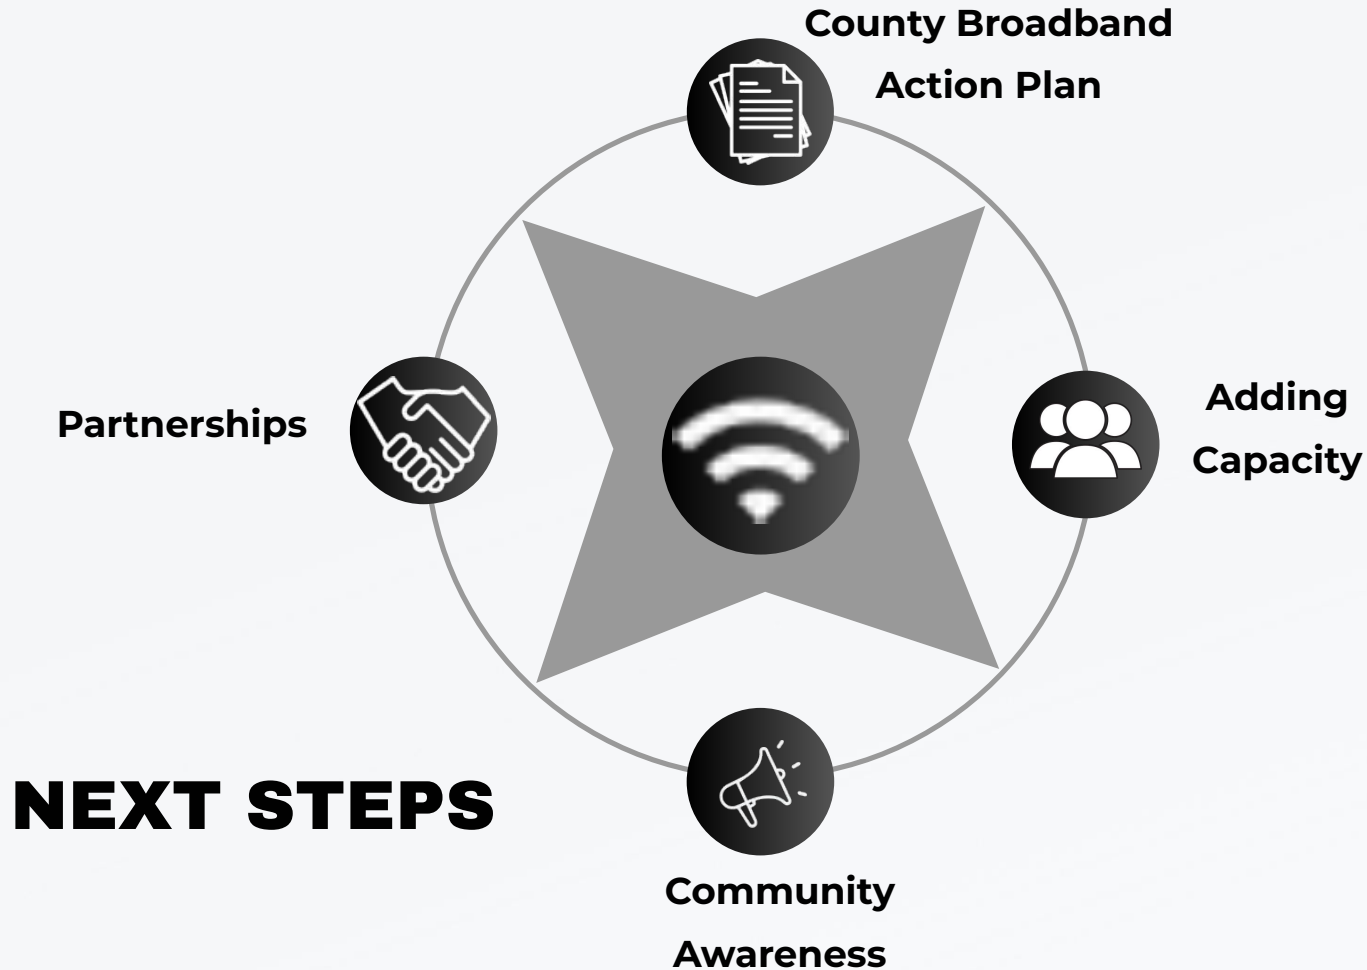 County Broadband
Action Plan
Partnerships
Adding
Capacity
NEXT STEPS
Community
Awareness